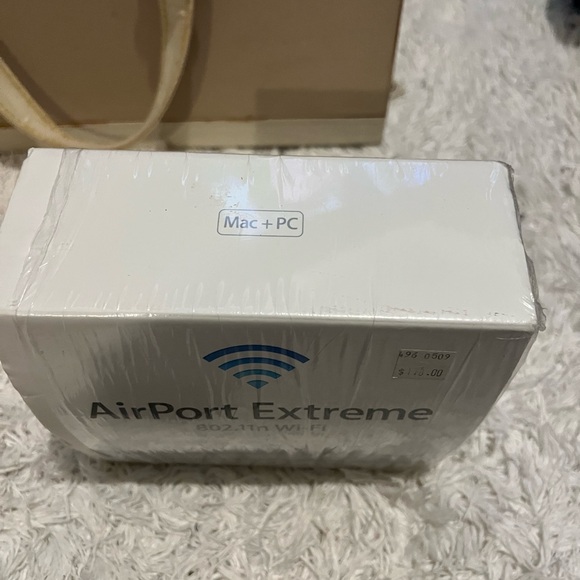 Mac + PC
AirPort Extreme
802.11n Wi-Fi